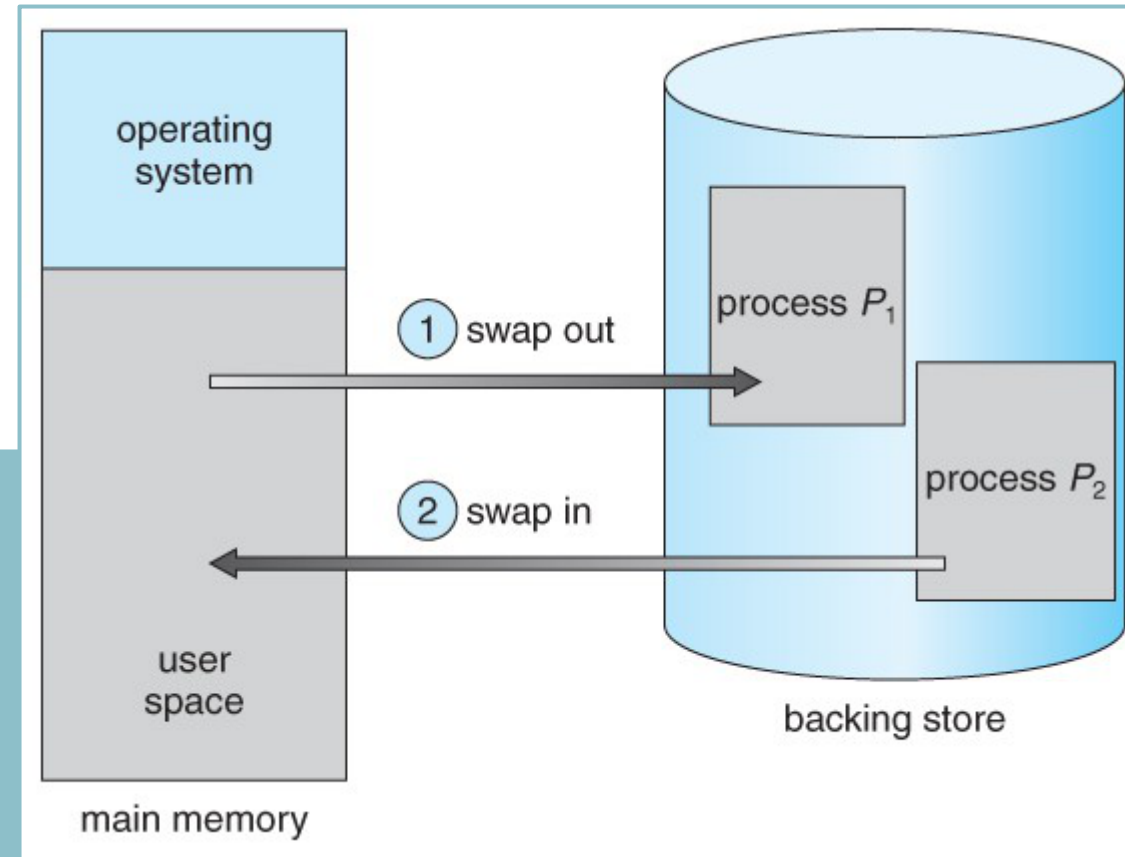 operating
system
1 swap out
process P₁
process P₂
2 swap in
user
space
backing store
main memory